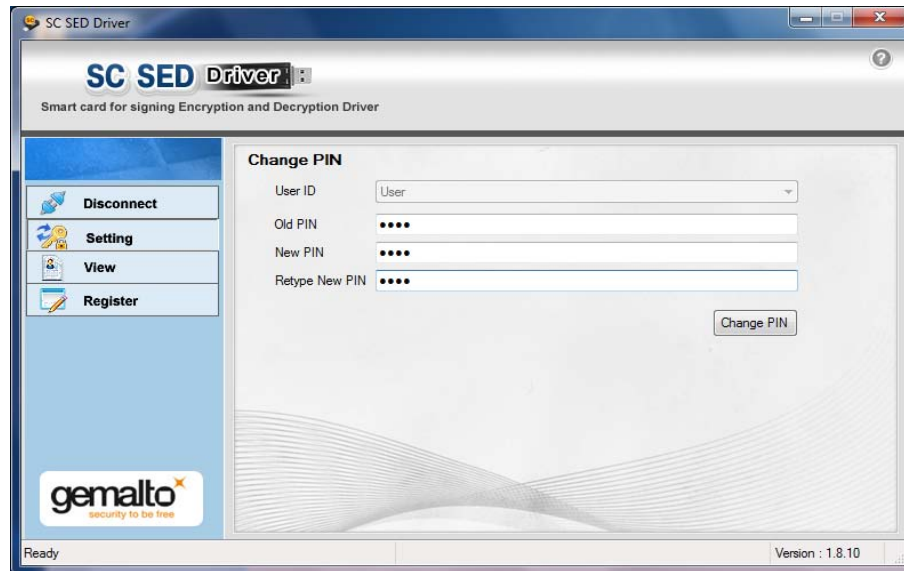 SC SED Driver
SC SED Driver
Smart card for signing Encryption and Decryption Driver
Disconnect
Setting
View
Register
Change PIN
User ID
User
Old PIN
••••
New PIN
••••
Retype New PIN
••••
Change PIN
gemalto
security to be free
Ready
Version : 1.8.10